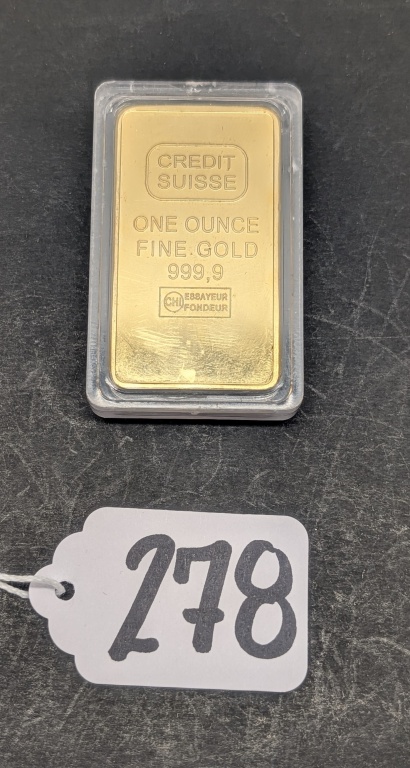 CREDIT
SUISSE
ONE OUNCE
FINE GOLD
999,9
CHI ESSAYEUR
FONDEUR
278